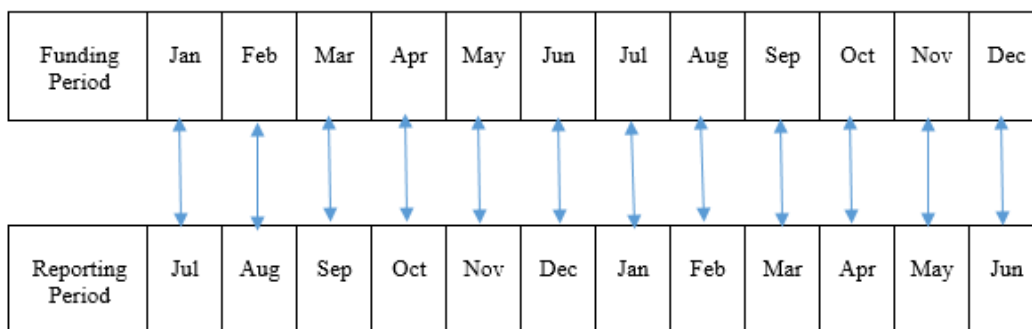 Funding Period Jan Feb Mar Apr May Jun Jul Aug Sep Oct Nov Dec
Reporting Period Jul Aug Sep Oct Nov Dec Jan Feb Mar Apr May Jun